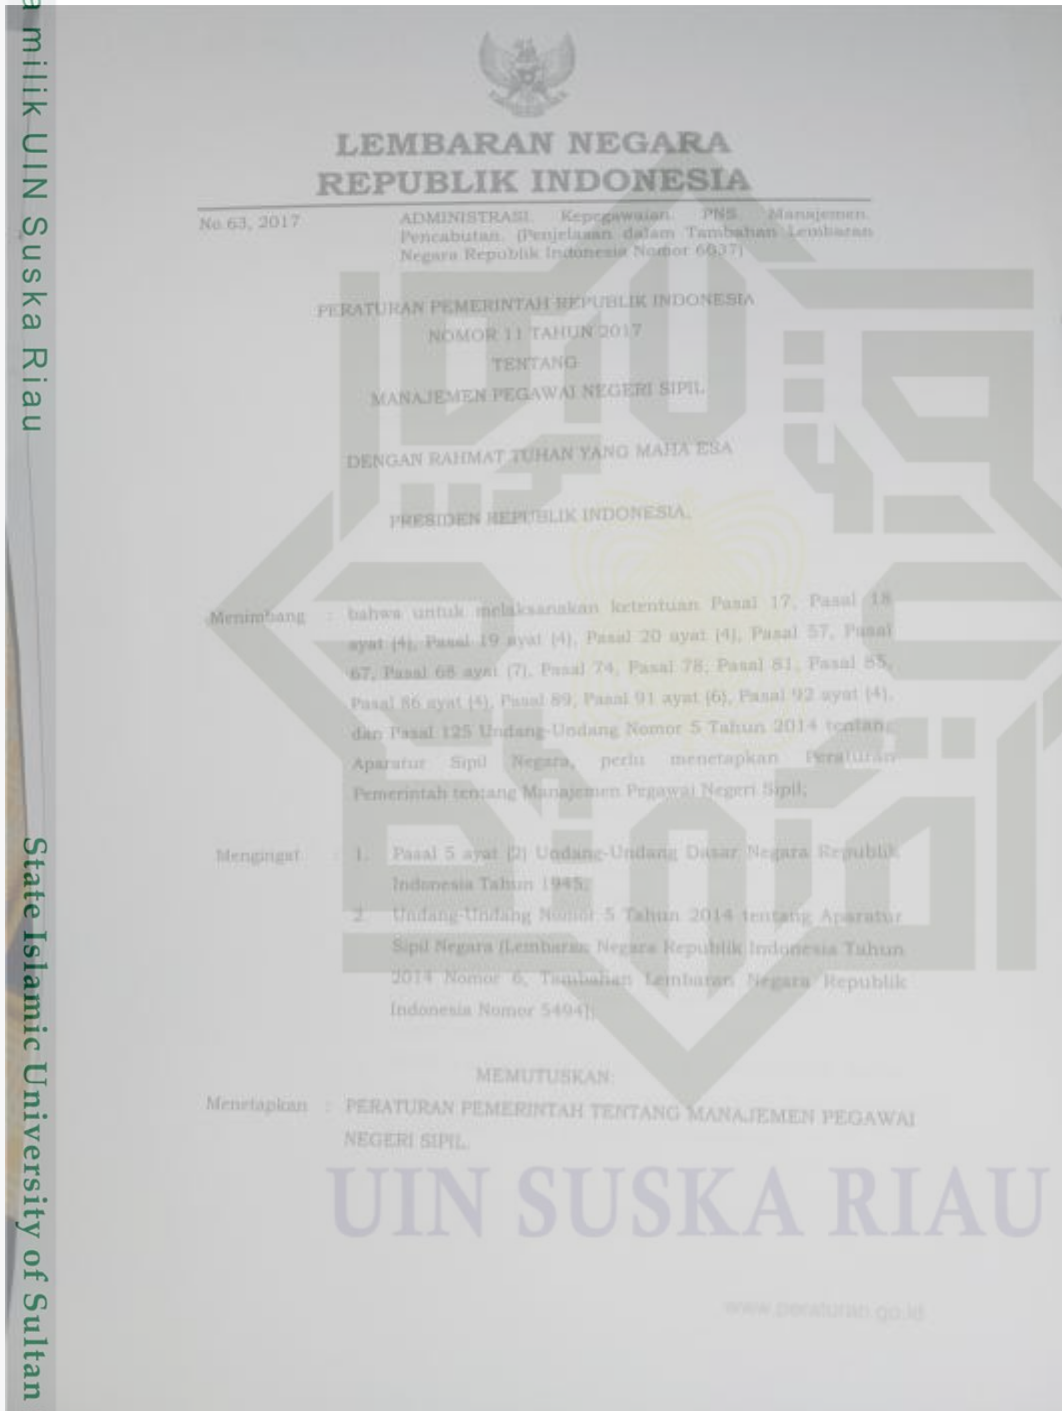 a milik UIN Suska Riau
State Islamic University of Sultan
LEMBARAN NEGARA
REPUBLIK INDONESIA
No.63, 2017
ADMINISTRASI. Kepegawaian. PNS. Manajemen.
Pencabutan. (Penjelasan dalam Tambahan Lembaran
Negara Republik Indonesia Nomor 6037)
PERATURAN PEMERINTAH REPUBLIK INDONESIA
NOMOR 11 TAHUN 2017
TENTANG
MANAJEMEN PEGAWAI NEGERI SIPIL
DENGAN RAHMAT TUHAN YANG MAHA ESA
PRESIDEN REPUBLIK INDONESIA,
Menimbang : bahwa untuk melaksanakan ketentuan Pasal 17, Pasal 18
ayat (4), Pasal 19 ayat (4), Pasal 20 ayat (4), Pasal 57, Pasal
67, Pasal 68 ayat (7), Pasal 74, Pasal 78, Pasal 81, Pasal 85,
Pasal 86 ayat (4), Pasal 89, Pasal 91 ayat (6), Pasal 92 ayat (4),
dan Pasal 125 Undang-Undang Nomor 5 Tahun 2014 tentang
Aparatur Sipil Negara, perlu menetapkan Peraturan
Pemerintah tentang Manajemen Pegawai Negeri Sipil;
Mengingat : 1. Pasal 5 ayat (2) Undang-Undang Dasar Negara Republik
Indonesia Tahun 1945;
2. Undang-Undang Nomor 5 Tahun 2014 tentang Aparatur
Sipil Negara (Lembaran Negara Republik Indonesia Tahun
2014 Nomor 6, Tambahan Lembaran Negara Republik
Indonesia Nomor 5494);
MEMUTUSKAN:
Menetapkan : PERATURAN PEMERINTAH TENTANG MANAJEMEN PEGAWAI
NEGERI SIPIL.
UIN SUSKA RIAU
www.peraturan.go.id